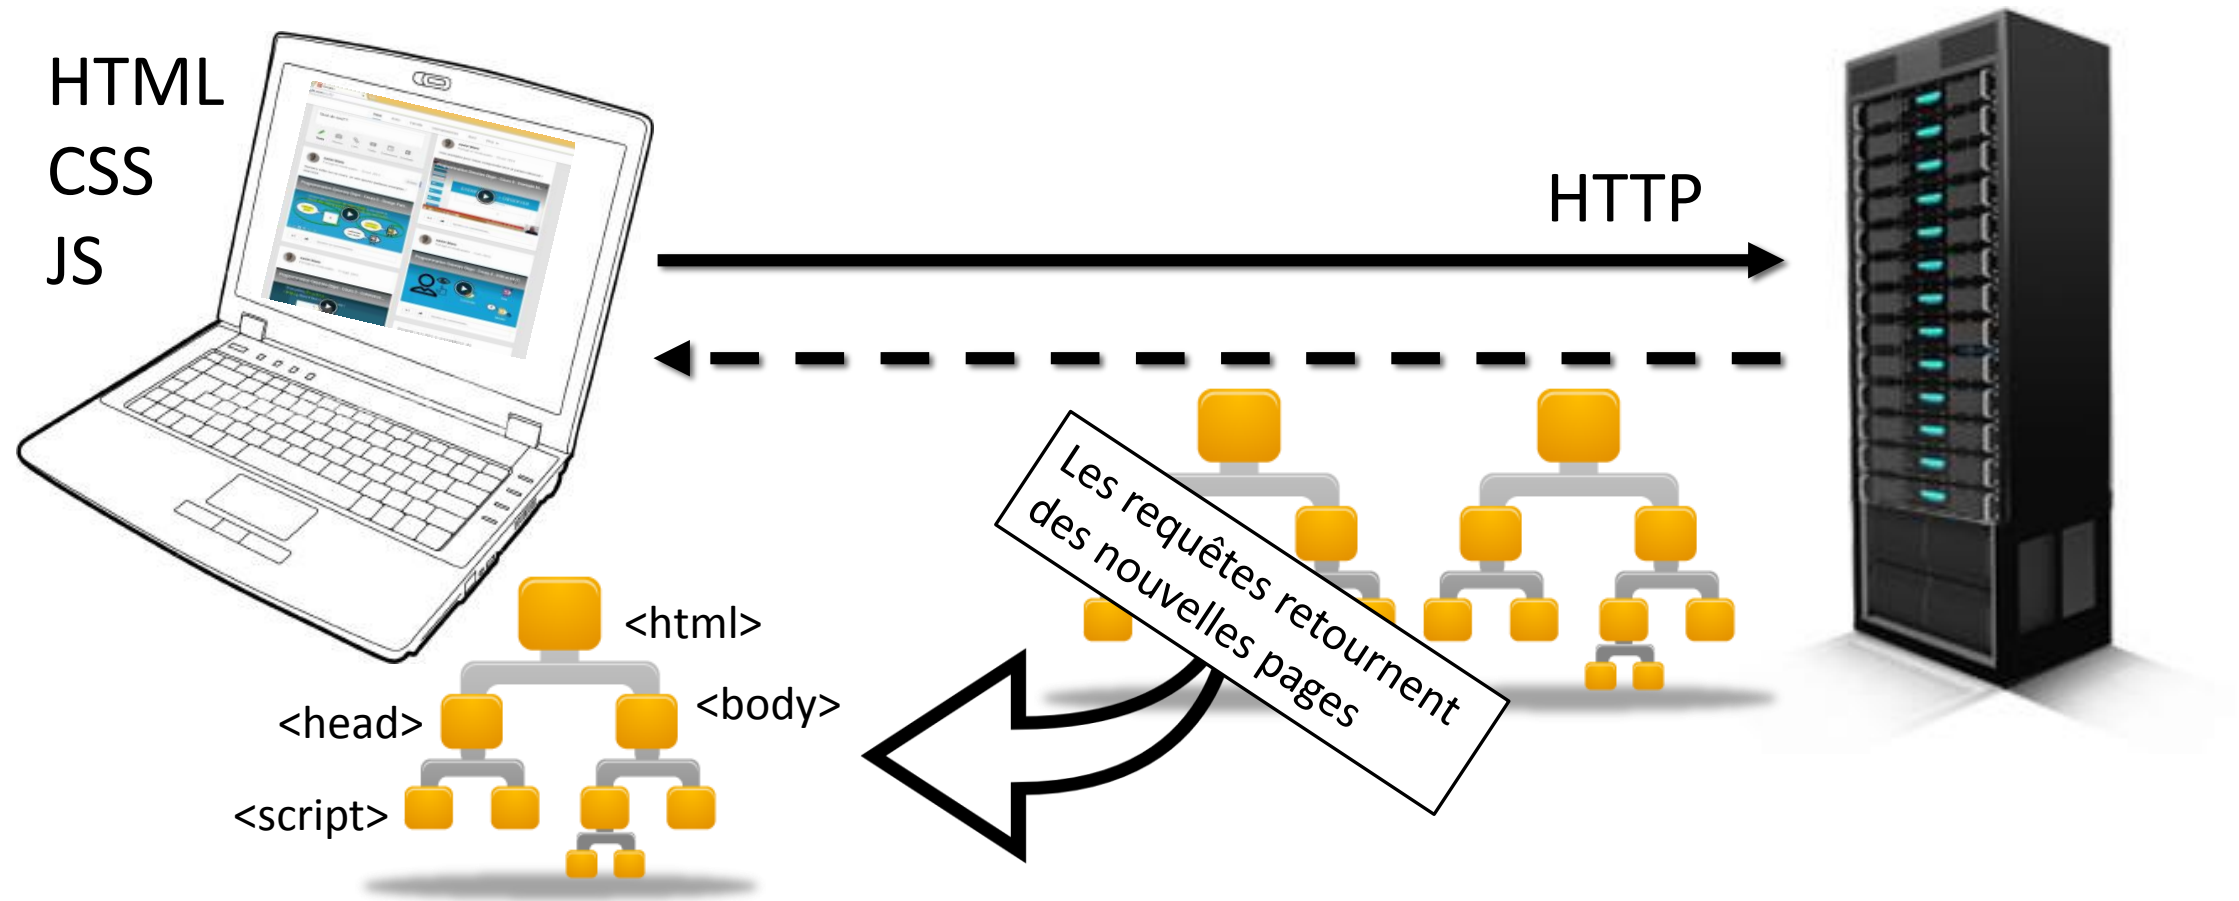 HTML
CSS
JS
HTTP
Les requêtes retournent
des nouvelles pages
<html>
<head>
<body>
<script>